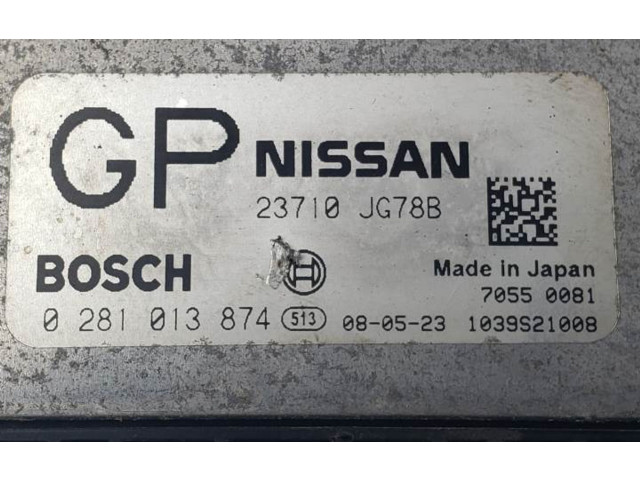 GP NISSAN
23710 JG78B
BOSCH
Made in Japan
7055 0081
0 281 013 874 513 08-05-23 1039S21008